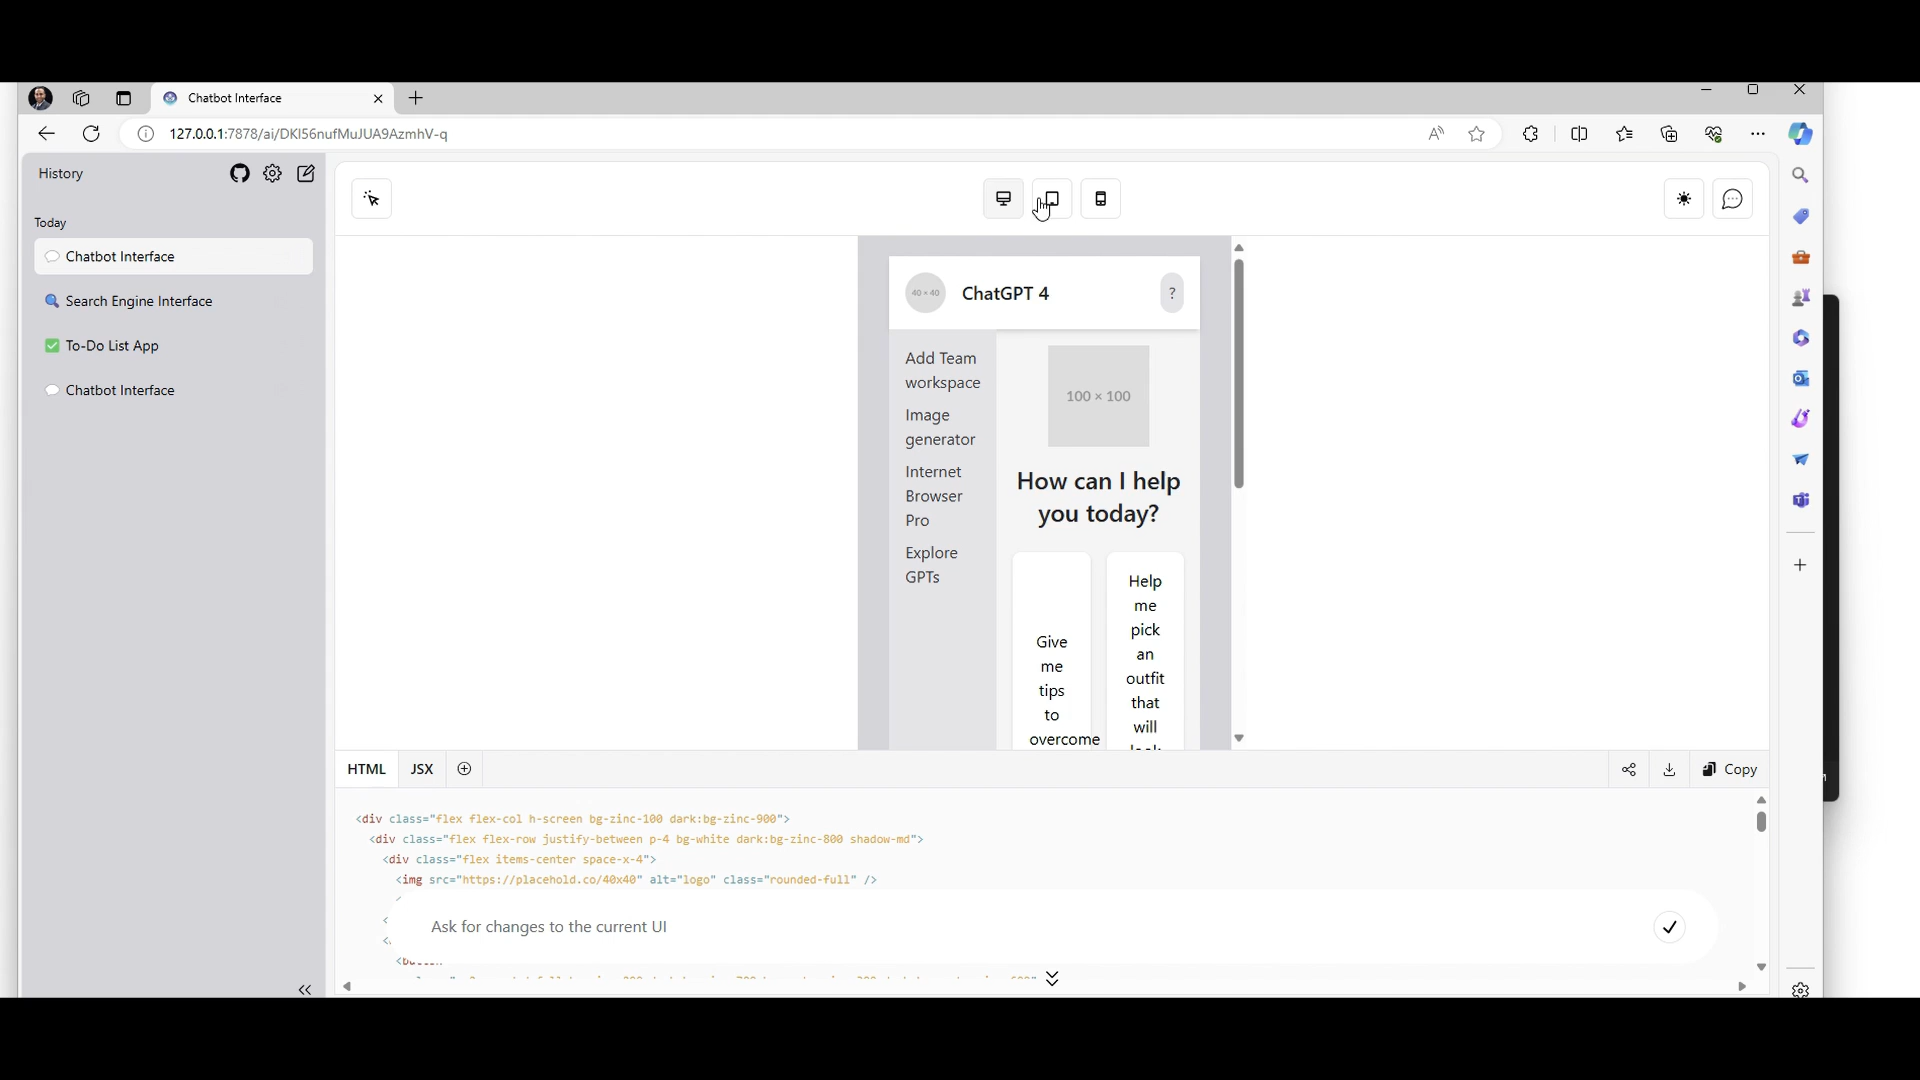 Chatbot Interface
127.0.0.1:7878/ai/DKI56nufMuJUA9AzmhV-q
History
Today
Chatbot Interface
Search Engine Interface
To-Do List App
Chatbot Interface
40 × 40
ChatGPT 4
?
Add Team
workspace
Image
generator
Internet
Browser
Pro
Explore
GPTs
100 × 100
How can I help
you today?
Give
me
tips
to
overcome
Help
me
pick
an
outfit
that
will
HTML
JSX
Copy
<div class="flex flex-col h-screen bg-zinc-100 dark:bg-zinc-900">
<div class="flex flex-row justify-between p-4 bg-white dark:bg-zinc-800 shadow-md">
<div class="flex items-center space-x-4">
<img src="https://placehold.co/40x40" alt="logo" class="rounded-full" />
Ask for changes to the current UI